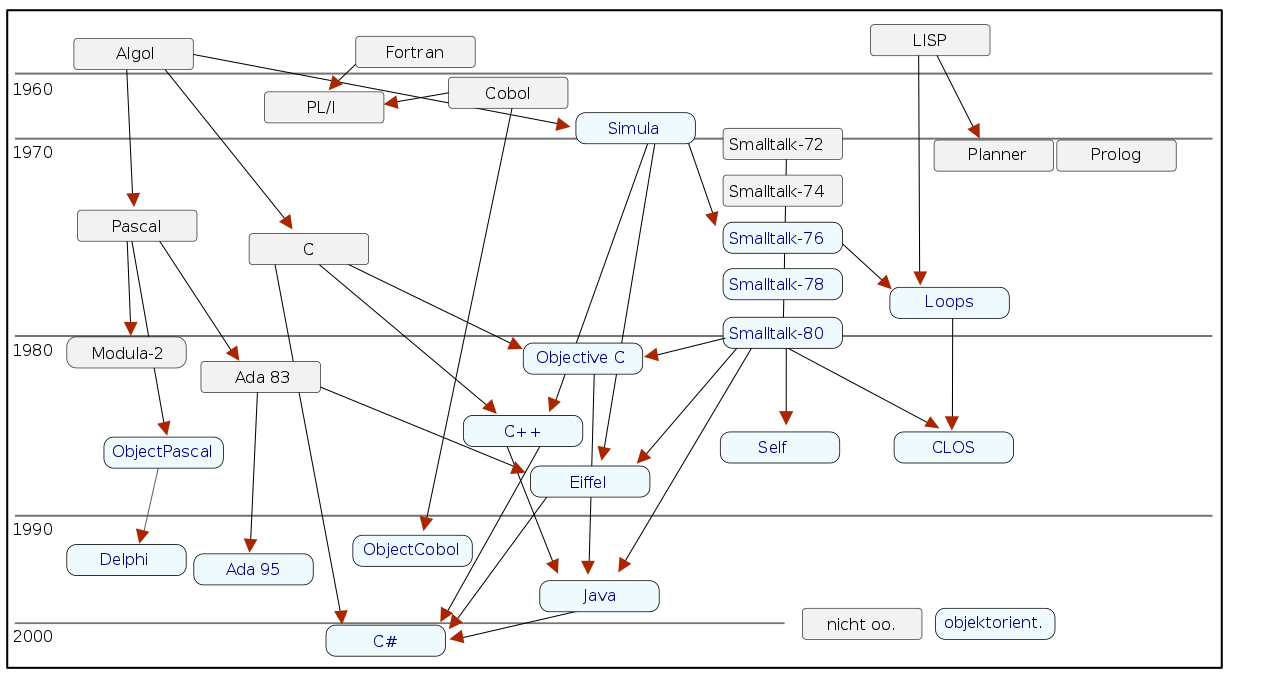 Algol
Fortran
LISP
1960
PL/I
Cobol
Simula
1970
Smalltalk-72
Planner
Prolog
Smalltalk-74
Pascal
C
Smalltalk-76
Smalltalk-78
Loops
1980
Modula-2
Smalltalk-80
Objective C
Ada 83
C++
ObjectPascal
Self
CLOS
Eiffel
1990
Delphi
Ada 95
ObjectCobol
Java
2000
C#
nicht oo.
objektorient.